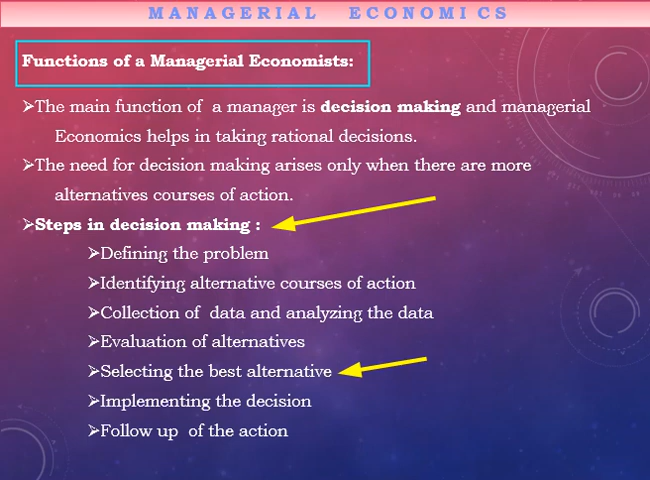 MANAGERIAL ECONOMICS
Functions of a Managerial Economists:
➢The main function of a manager is decision making and managerial
Economics helps in taking rational decisions.
➢The need for decision making arises only when there are more
alternatives courses of action.
➢Steps in decision making :
➢Defining the problem
➢Identifying alternative courses of action
➢Collection of data and analyzing the data
➢Evaluation of alternatives
➢Selecting the best alternative
➢Implementing the decision
➢Follow up of the action